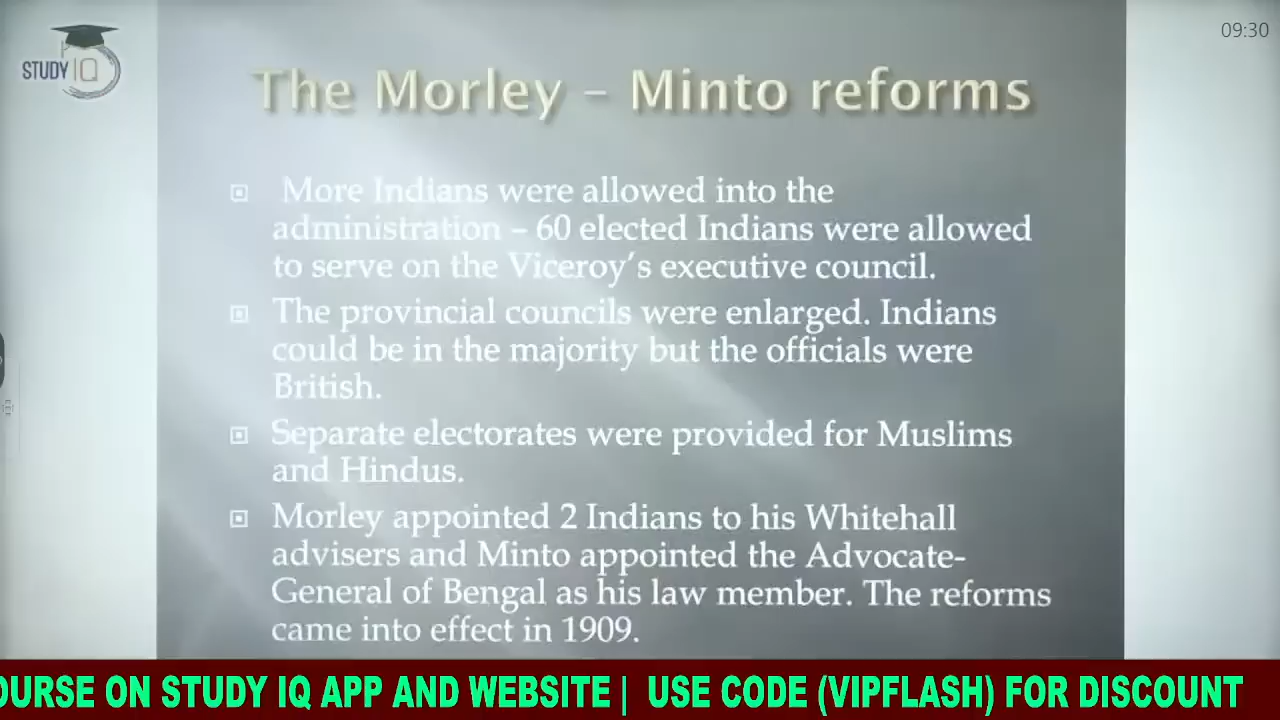 STUDY IQ
09:30
The Morley – Minto reforms
More Indians were allowed into the
administration – 60 elected Indians were allowed
to serve on the Viceroy's executive council.
The provincial councils were enlarged. Indians
could be in the majority but the officials were
British.
Separate electorates were provided for Muslims
and Hindus.
Morley appointed 2 Indians to his Whitehall
advisers and Minto appointed the Advocate-
General of Bengal as his law member. The reforms
came into effect in 1909.
OURSE ON STUDY IQ APP AND WEBSITE | USE CODE (VIPFLASH) FOR DISCOUNT